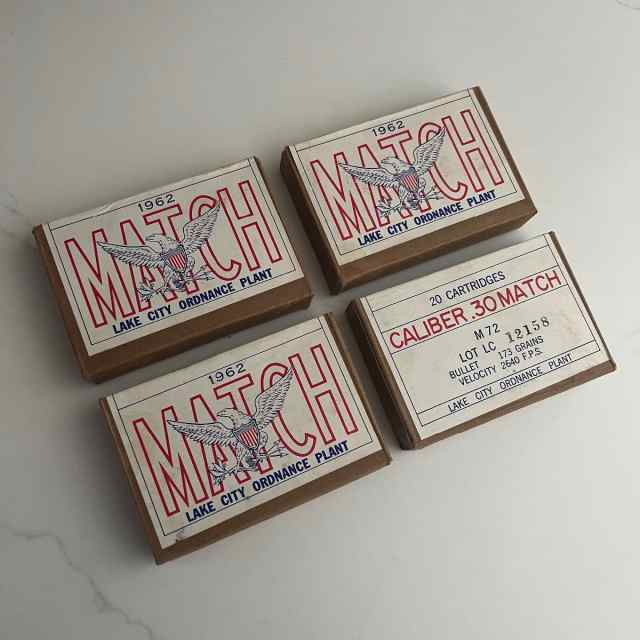 1962
MATCH
LAKE CITY ORDNANCE PLANT
1962
MATCH
LAKE CITY ORDNANCE PLANT
1962
MATCH
LAKE CITY ORDNANCE PLANT
20 CARTRIDGES
CALIBER .30 MATCH
M72
LOT LC 12158
BULLET 173 GRAINS
VELOCITY 2640 F.P.S.
LAKE CITY ORDNANCE PLANT